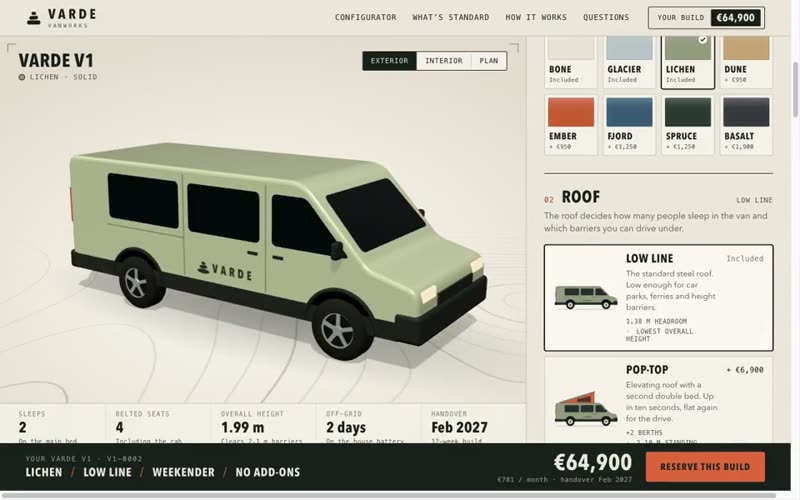 VARDE
VANWORKS
CONFIGURATOR
WHAT'S STANDARD
HOW IT WORKS
QUESTIONS
YOUR BUILD €64,900
VARDE V1
LICHEN · SOLID
EXTERIOR
INTERIOR
PLAN
VARDE
SLEEPS
2
On the main bed
BELTED SEATS
4
Including the cab
OVERALL HEIGHT
1.99 m
Clears 2.1 m barriers
OFF-GRID
2 days
On the house battery
HANDOVER
Feb 2027
12-week build
BONE
Included
GLACIER
Included
LICHEN
Included
DUNE
+ €950
EMBER
+ €950
FJORD
+ €1,250
SPRUCE
+ €1,250
BASALT
+ €1,900
02 ROOF
LOW LINE
The roof decides how many people sleep in the van and
which barriers you can drive under.
LOW LINE
Included
The standard steel roof.
Low enough for car
parks, ferries and height
barriers.
1.38 M HEADROOM
· LOWEST OVERALL
HEIGHT
POP-TOP
+ €6,900
Elevating roof with a
second double bed. Up
in ten seconds, flat again
for the drive.
+2 BERTHS
YOUR VARDE V1 · V1-0002
LICHEN / LOW LINE / WEEKENDER / NO ADD-ONS
€64,900
€781 / month · handover Feb 2027
RESERVE THIS BUILD